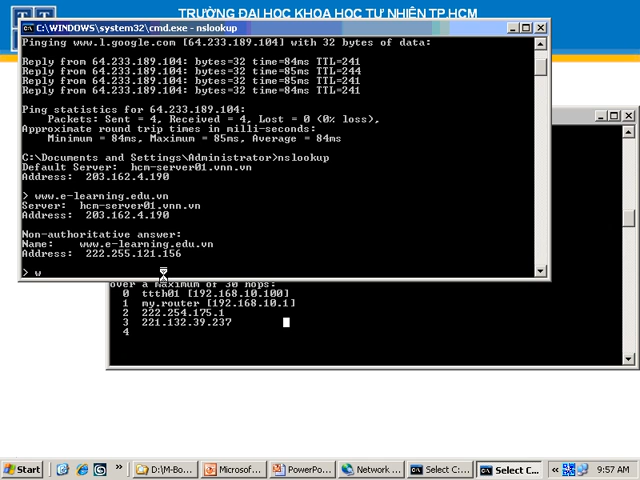 TRƯỜNG ĐẠI HỌC KHOA HỌC TỰ NHIÊN TP.HCM
C:\WINDOWS\system32\cmd.exe - nslookup
Pinging www.l.google.com [64.233.189.104] with 32 bytes of data:
Reply from 64.233.189.104: bytes=32 time=84ms TTL=241
Reply from 64.233.189.104: bytes=32 time=85ms TTL=244
Reply from 64.233.189.104: bytes=32 time=85ms TTL=241
Reply from 64.233.189.104: bytes=32 time=84ms TTL=241
Ping statistics for 64.233.189.104:
Packets: Sent = 4, Received = 4, Lost = 0 (0% loss),
Approximate round trip times in milli-seconds:
Minimum = 84ms, Maximum = 85ms, Average = 84ms
C:\Documents and Settings\Administrator>nslookup
Default Server: hcm-server01.vnn.vn
Address: 203.162.4.190
> www.e-learning.edu.vn
Server: hcm-server01.vnn.vn
Address: 203.162.4.190
Non-authoritative answer:
Name: www.e-learning.edu.vn
Address: 222.255.121.156
> w
over a maximum of 30 hops:
0 ttth01 [192.168.10.100]
1 my.router [192.168.10.1]
2 222.254.175.1
3 221.132.39.237
4
Start
D:\M-Bo...
Microsof...
PowerPo...
Network ...
Select C:...
Select C...
9:57 AM